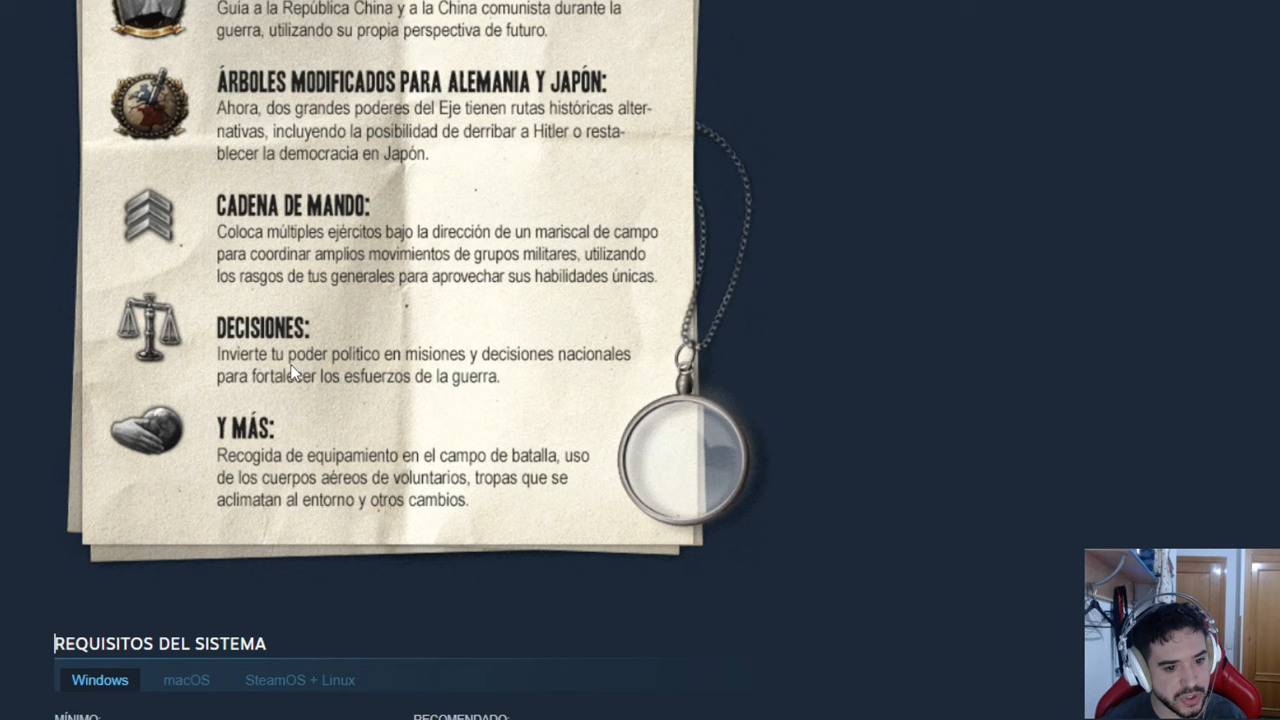 Guía a la República China y a la China comunista durante la
guerra, utilizando su propia perspectiva de futuro.
ÁRBOLES MODIFICADOS PARA ALEMANIA Y JAPÓN:
Ahora, dos grandes poderes del Eje tienen rutas históricas alter-
nativas, incluyendo la posibilidad de derribar a Hitler o resta-
blecer la democracia en Japón.
CADENA DE MANDO:
Coloca múltiples ejércitos bajo la dirección de un mariscal de campo
para coordinar amplios movimientos de grupos militares, utilizando
los rasgos de tus generales para aprovechar sus habilidades únicas.
DECISIONES:
Invierte tu poder politico en misiones y decisiones nacionales
para fortalecer los esfuerzos de la guerra.
Y MÁS:
Recogida de equipamiento en el campo de batalla, uso
de los cuerpos aéreos de voluntarios, tropas que se
aclimatan al entorno y otros cambios.
REQUISITOS DEL SISTEMA
Windows macOS SteamOS + Linux
MÍNIMO: RECOMENDADO: